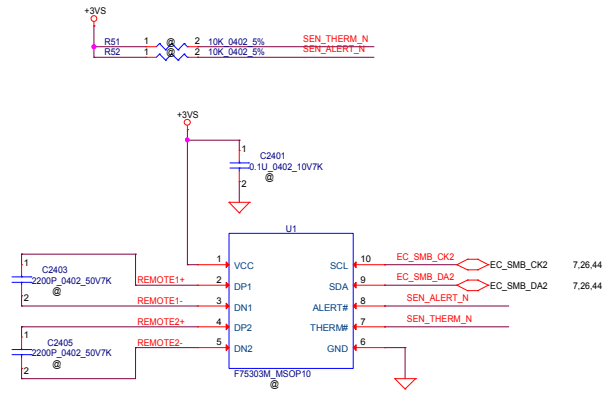 +3VS
R51 1 @ 2 10K_0402_5% SEN_THERM_N
R52 1 @ 2 10K_0402_5% SEN_ALERT_N
+3VS
1
C2401
0.1U_0402_10V7K
@
2
U1
1 VCC SCL 10 EC_SMB_CK2 EC_SMB_CK2 7,26,44
1
C2403
2200P_0402_50V7K
@
2
REMOTE1+ 2 DP1 SDA 9 EC_SMB_DA2 EC_SMB_DA2 7,26,44
REMOTE1- 3 DN1 ALERT# 8 SEN_ALERT_N
REMOTE2+ 4 DP2 THERM# 7 SEN_THERM_N
1
C2405
2200P_0402_50V7K
@
2
REMOTE2- 5 DN2 GND 6
F75303M_MSOP10
@